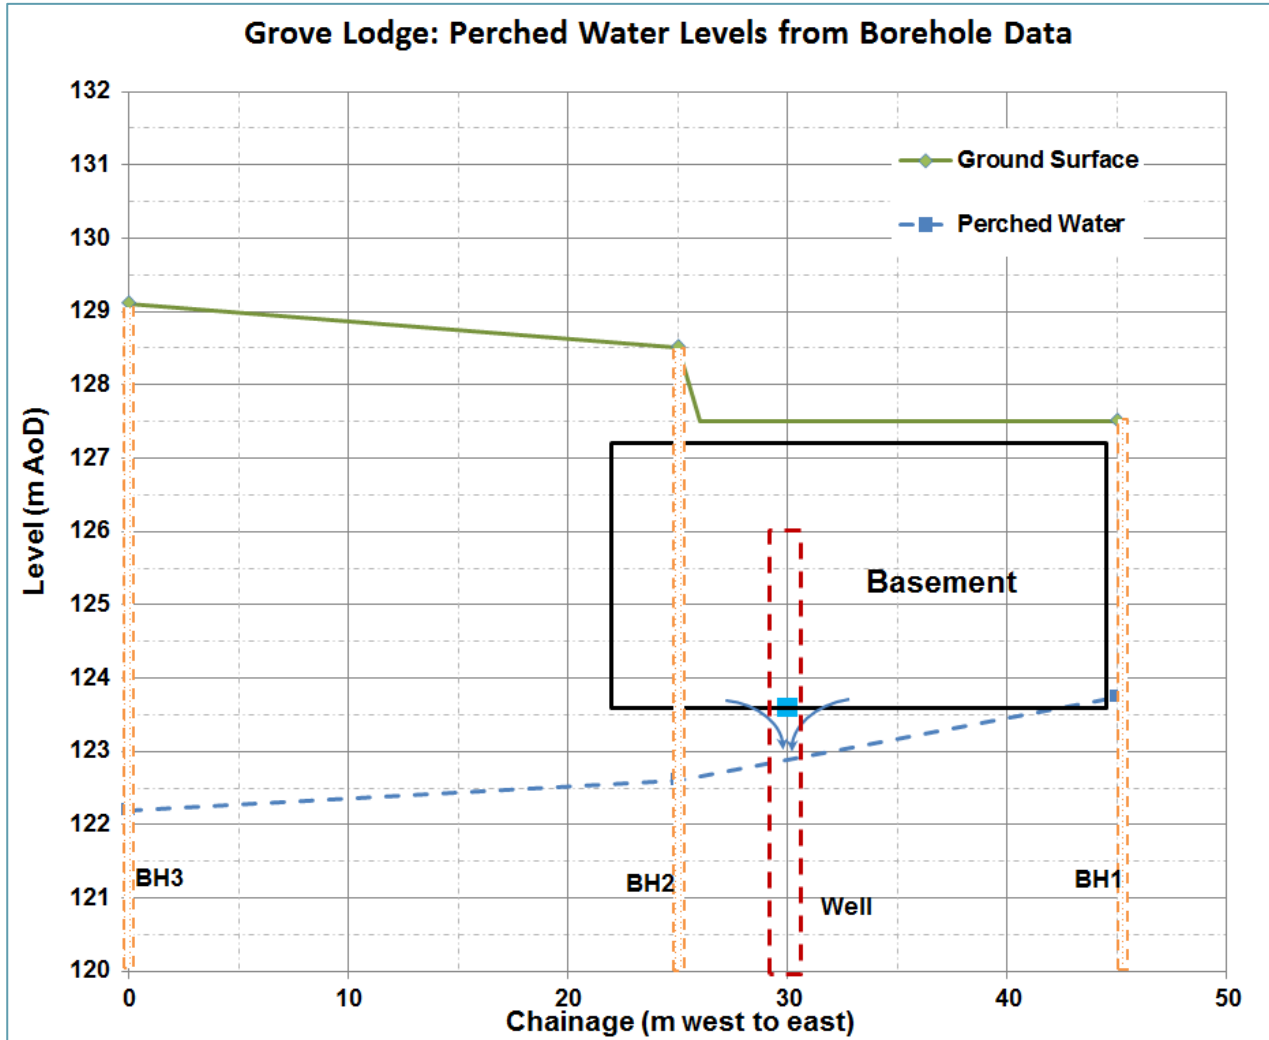 Grove Lodge: Perched Water Levels from Borehole Data
132
131
130
129
128
127
126
125
124
123
122
121
120
Level (m AoD)
Ground Surface
Perched Water
Basement
BH3
BH2
Well
BH1
0
10
20
30
40
50
Chainage (m west to east)